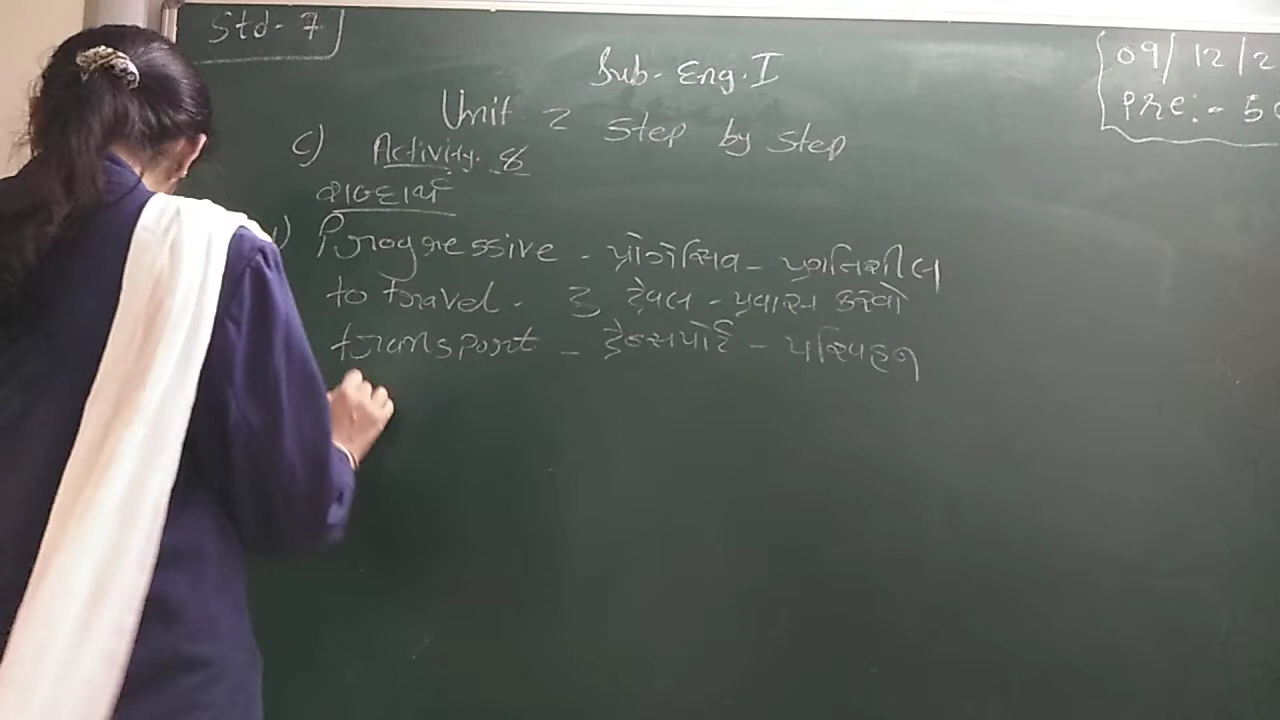 Std- 7
Sub- Eng. I
09/ 12/2
Pre:- 50
Unit 2 Step by Step
c) Activity. 8
શબ્દાર્થ
Progressive - પ્રોગ્રેસિવ - પ્રગતિશીલ
to travel - ટુ ટ્રેવલ - પ્રવાસ કરવો
transport - ટ્રેન્સપોર્ટ - પરિવહન